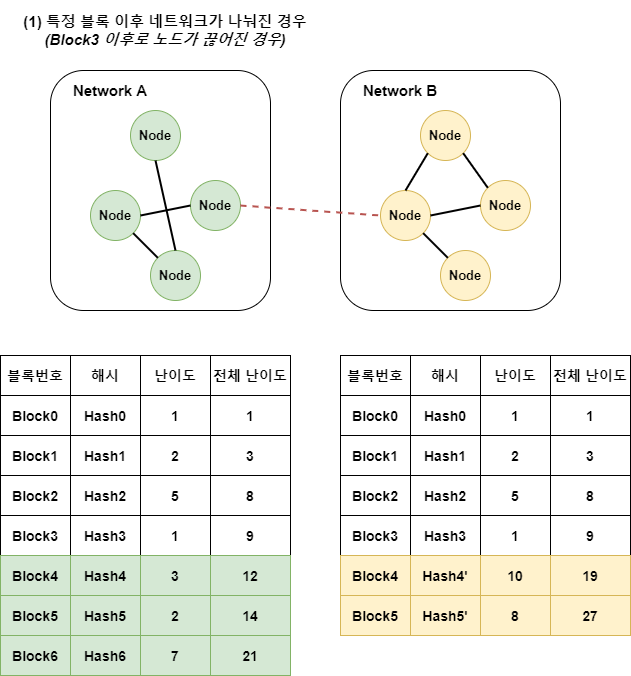 (1) 특정 블록 이후 네트워크가 나눠진 경우
(Block3 이후로 노드가 끊어진 경우)
Network A
Node
Node
Node
Node
Network B
Node
Node
Node
Node
블록번호 해시 난이도 전체 난이도
Block0 Hash0 1 1
Block1 Hash1 2 3
Block2 Hash2 5 8
Block3 Hash3 1 9
Block4 Hash4 3 12
Block5 Hash5 2 14
Block6 Hash6 7 21
블록번호 해시 난이도 전체 난이도
Block0 Hash0 1 1
Block1 Hash1 2 3
Block2 Hash2 5 8
Block3 Hash3 1 9
Block4 Hash4' 10 19
Block5 Hash5' 8 27